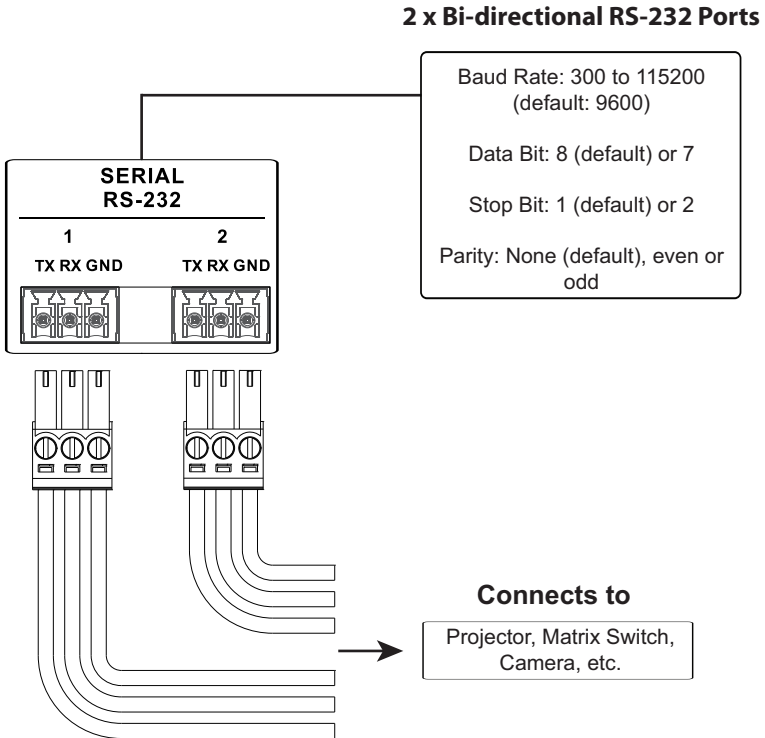 2 x Bi-directional RS-232 Ports
Baud Rate: 300 to 115200
(default: 9600)
Data Bit: 8 (default) or 7
Stop Bit: 1 (default) or 2
Parity: None (default), even or
odd
SERIAL
RS-232
1 2
TX RX GND TX RX GND
Connects to
Projector, Matrix Switch,
Camera, etc.